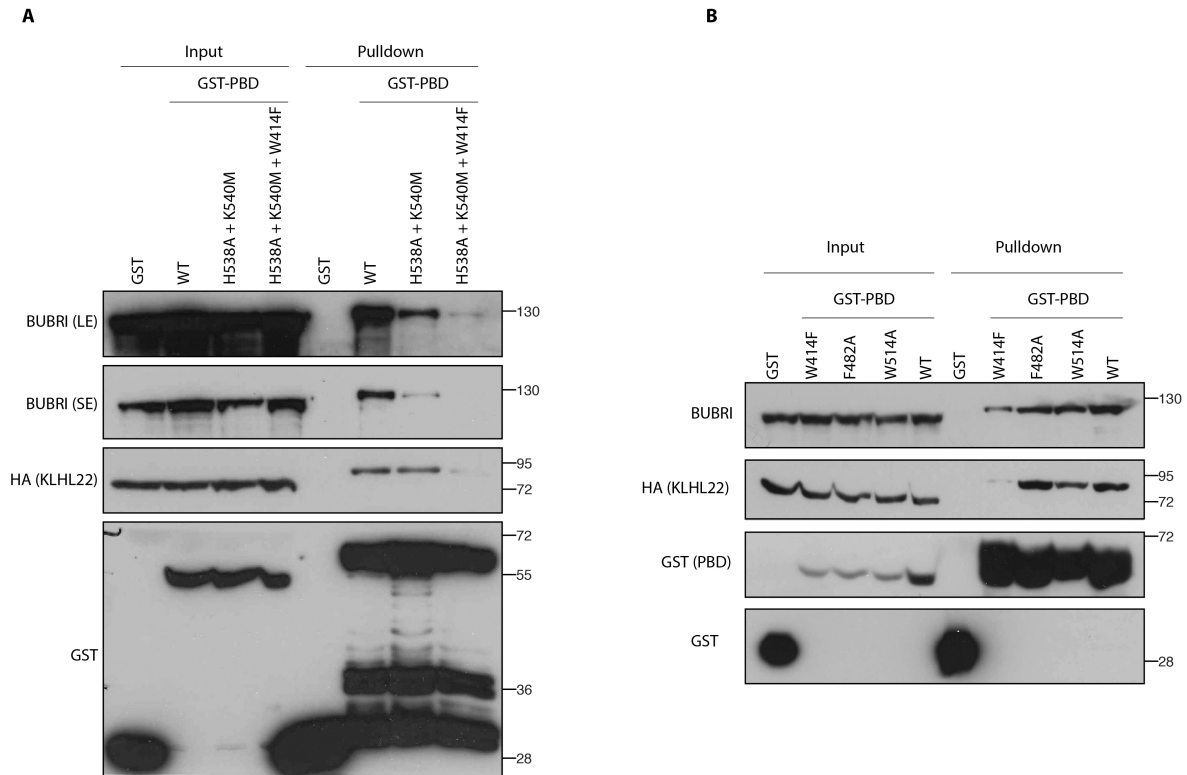 A
Input
Pulldown
GST-PBD
GST-PBD
GST
WT
H538A + K540M
H538A + K540M + W414F
GST
WT
H538A + K540M
H538A + K540M + W414F
BUBRI (LE)
130
BUBRI (SE)
130
HA (KLHL22)
95
72
GST
72
55
36
28
B
Input
Pulldown
GST-PBD
GST-PBD
GST
W414F
F482A
W514A
WT
GST
W414F
F482A
W514A
WT
BUBRI
130
HA (KLHL22)
95
72
GST (PBD)
72
GST
28